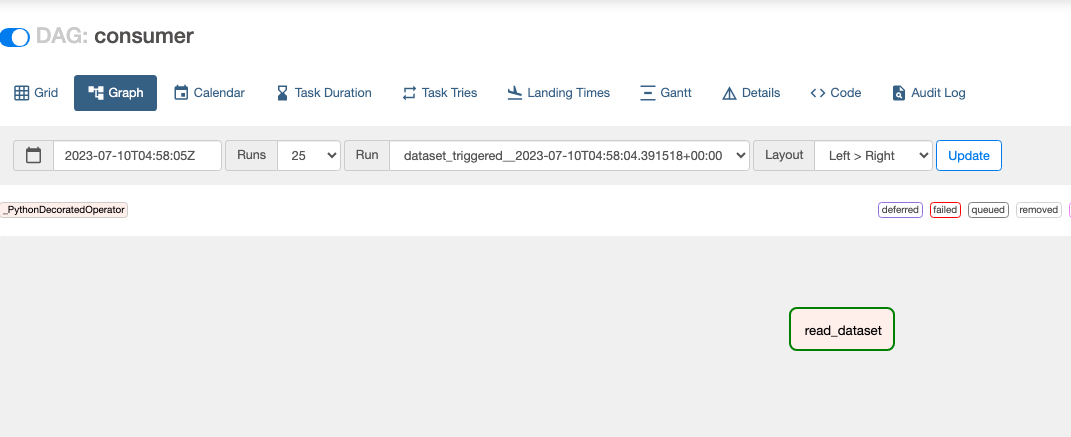 DAG: consumer
Grid Graph Calendar Task Duration Task Tries Landing Times Gantt Details Code Audit Log
2023-07-10T04:58:05Z Runs 25 Run dataset_triggered__2023-07-10T04:58:04.391518+00:00 Layout Left > Right Update
_PythonDecoratedOperator deferred failed queued removed
read_dataset